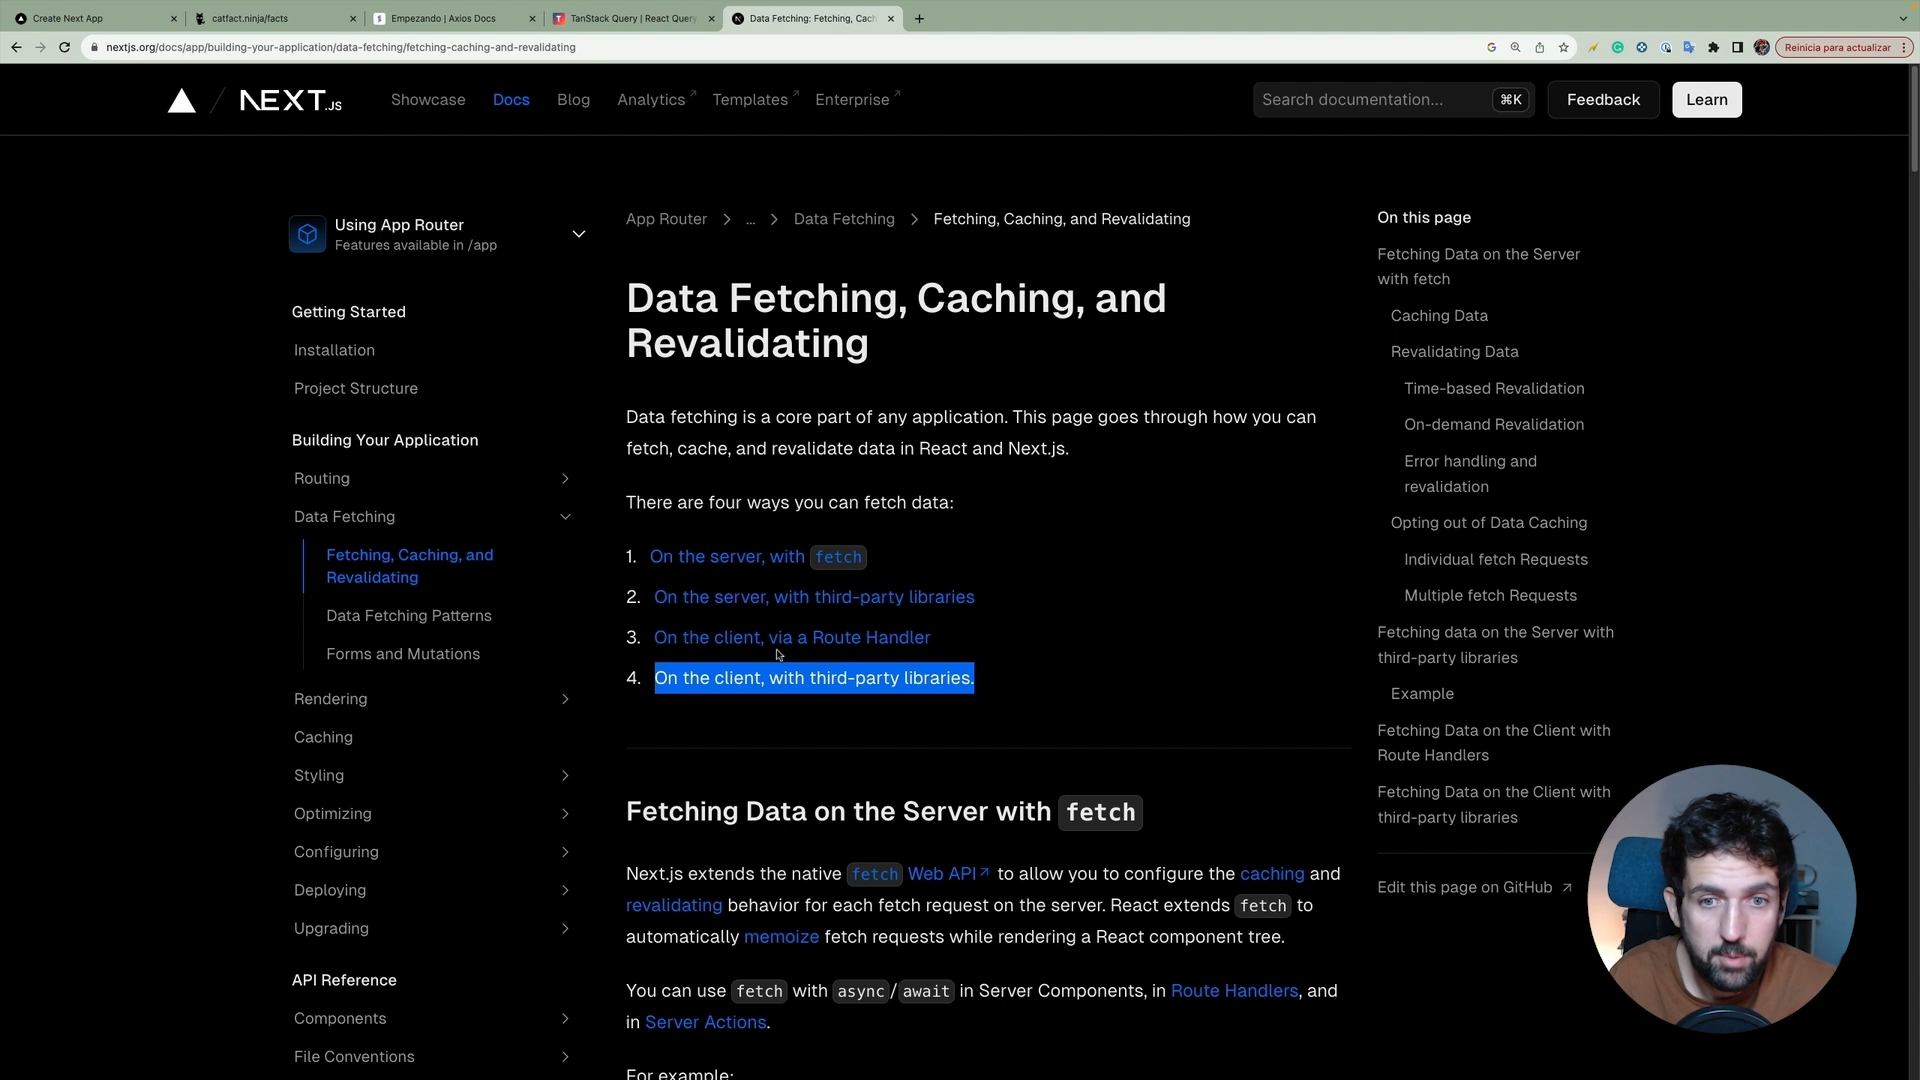 Create Next App
catfact.ninja/facts
Empezando | Axios Docs
TanStack Query | React Query
Data Fetching: Fetching, Cach
nextjs.org/docs/app/building-your-application/data-fetching/fetching-caching-and-revalidating
Reinicia para actualizar
NEXT.JS
Showcase
Docs
Blog
Analytics
Templates
Enterprise
Search documentation...
⌘K
Feedback
Learn
Using App Router
Features available in /app
Getting Started
Installation
Project Structure
Building Your Application
Routing
Data Fetching
Fetching, Caching, and
Revalidating
Data Fetching Patterns
Forms and Mutations
Rendering
Caching
Styling
Optimizing
Configuring
Deploying
Upgrading
API Reference
Components
File Conventions
App Router > ... > Data Fetching > Fetching, Caching, and Revalidating
Data Fetching, Caching, and
Revalidating
Data fetching is a core part of any application. This page goes through how you can
fetch, cache, and revalidate data in React and Next.js.
There are four ways you can fetch data:
1. On the server, with fetch
2. On the server, with third-party libraries
3. On the client, via a Route Handler
4. On the client, with third-party libraries.
Fetching Data on the Server with fetch
Next.js extends the native fetch Web API to allow you to configure the caching and
revalidating behavior for each fetch request on the server. React extends fetch to
automatically memoize fetch requests while rendering a React component tree.
You can use fetch with async/await in Server Components, in Route Handlers, and
in Server Actions.
For example:
On this page
Fetching Data on the Server
with fetch
Caching Data
Revalidating Data
Time-based Revalidation
On-demand Revalidation
Error handling and
revalidation
Opting out of Data Caching
Individual fetch Requests
Multiple fetch Requests
Fetching data on the Server with
third-party libraries
Example
Fetching Data on the Client with
Route Handlers
Fetching Data on the Client with
third-party libraries
Edit this page on GitHub